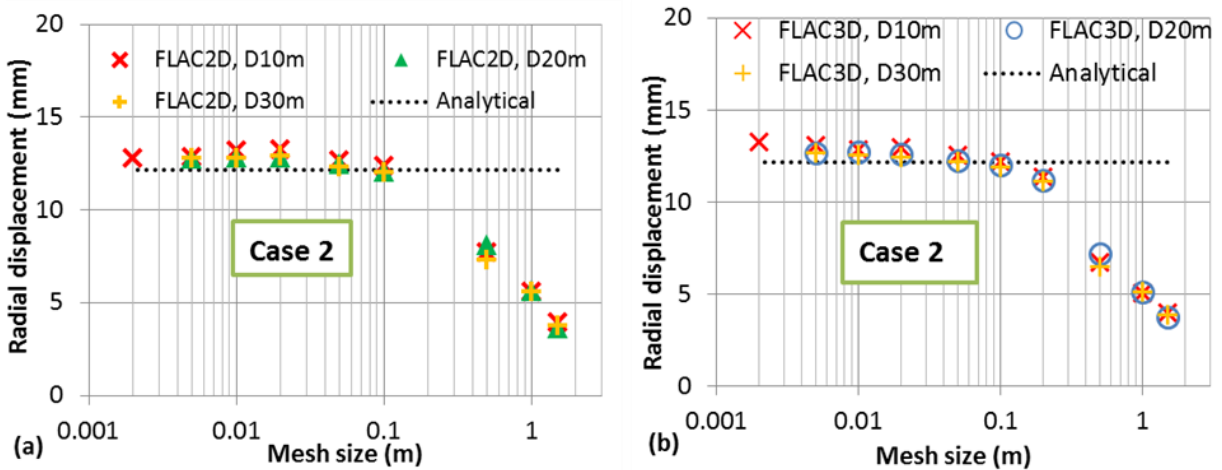 20
15
10
5
0
Radial displacement (mm)
FLAC2D, D10m
FLAC2D, D20m
FLAC2D, D30m
Analytical
Case 2
0.001
0.01
0.1
1
Mesh size (m)
(a)
20
15
10
5
0
Radial displacement (mm)
FLAC3D, D10m
FLAC3D, D20m
FLAC3D, D30m
Analytical
Case 2
0.001
0.01
0.1
1
Mesh size (m)
(b)